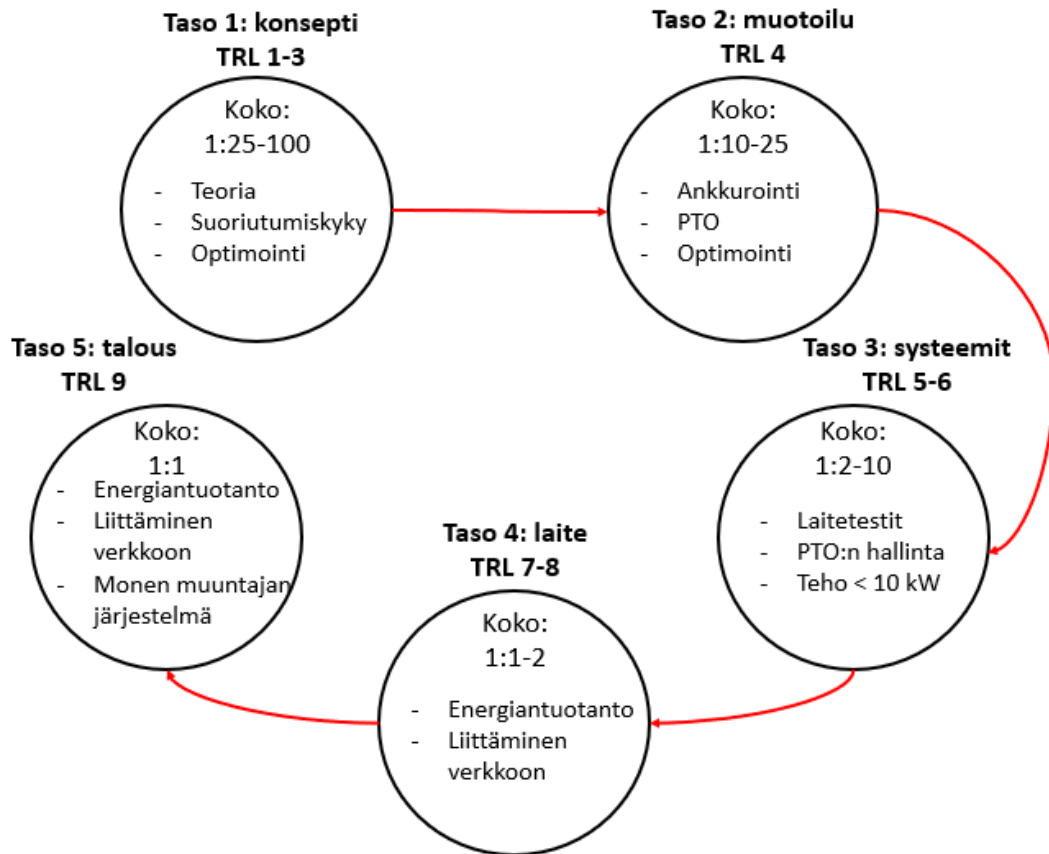 Taso 1: konsepti
TRL 1-3
Koko:
1:25-100
- Teoria
- Suoriutumiskyky
- Optimointi
Taso 2: muotoilu
TRL 4
Koko:
1:10-25
- Ankkurointi
- PTO
- Optimointi
Taso 3: systeemit
TRL 5-6
Koko:
1:2-10
- Laitetestit
- PTO:n hallinta
- Teho < 10 kW
Taso 4: laite
TRL 7-8
Koko:
1:1-2
- Energiantuotanto
- Liittäminen
verkkoon
Taso 5: talous
TRL 9
Koko:
1:1
- Energiantuotanto
- Liittäminen
verkkoon
- Monen muuntajan
järjestelmä